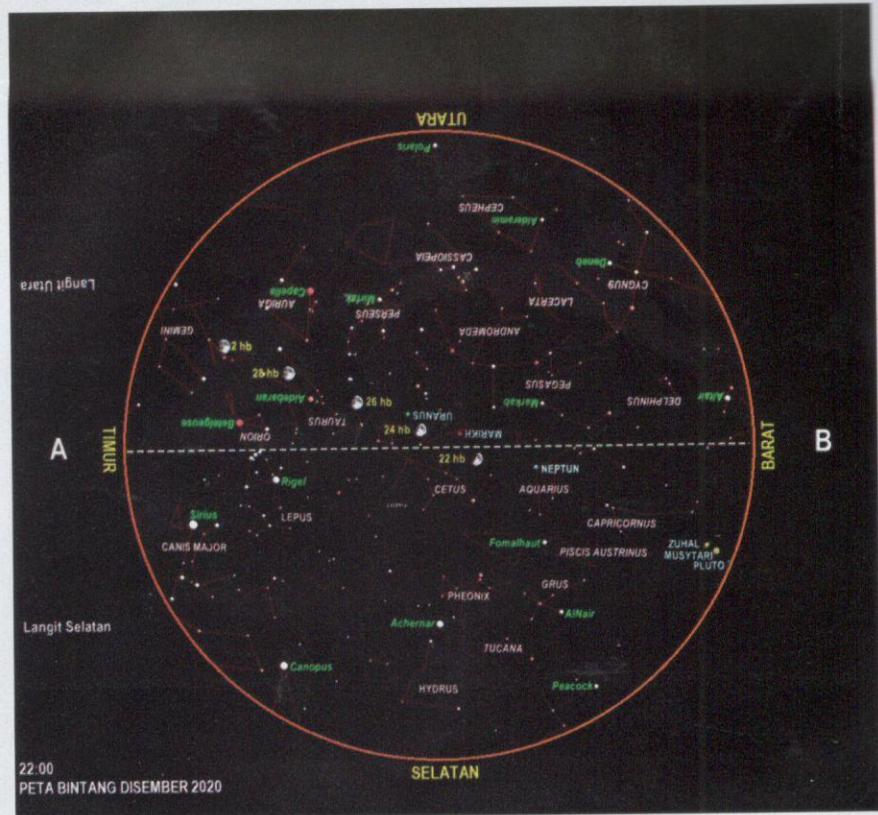 UTARA
Polaris
CEPHEUS
Alderamin
CASSIOPEIA
Deneb
CYGNUS
Langit Utara
Capella
AURIGA
Mirfak
PERSEUS
LACERTA
ANDROMEDA
GEMINI
2 hb
28 hb
PEGASUS
Aldebaran
26 hb
Markab
DELPHINUS
Altair
TAURUS
URANUS
Betelgeuse
24 hb
MARIKH
ORION
A
TIMUR
BARAT
B
22 hb
NEPTUN
Rigel
CETUS
AQUARIUS
LEPUS
Sirius
CAPRICORNUS
CANIS MAJOR
Fomalhaut
PISCIS AUSTRINUS
ZUHAL
MUSYTARI
PLUTO
GRUS
PHEONIX
AlNair
Langit Selatan
Achernar
TUCANA
Canopus
HYDRUS
Peacock
SELATAN
22:00
PETA BINTANG DISEMBER 2020